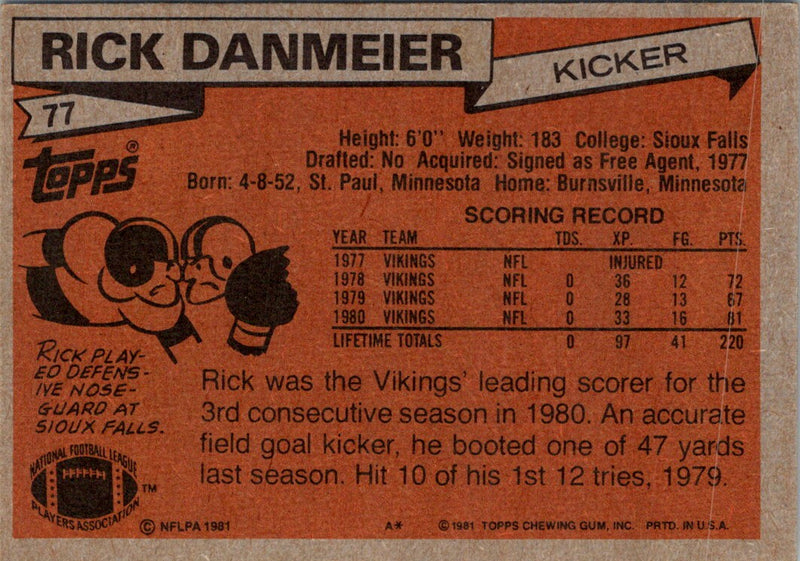 RICK DANMEIER
KICKER
77
Topps®
Height: 6'0" Weight: 183 College: Sioux Falls
Drafted: No Acquired: Signed as Free Agent, 1977
Born: 4-8-52, St. Paul, Minnesota Home: Burnsville, Minnesota
SCORING RECORD
YEAR TEAM TDS. XP. FG. PTS.
1977 VIKINGS NFL INJURED
1978 VIKINGS NFL 0 36 12 72
1979 VIKINGS NFL 0 28 13 67
1980 VIKINGS NFL 0 33 16 81
LIFETIME TOTALS 0 97 41 220
RICK PLAY-
ED DEFENS-
IVE NOSE-
GUARD AT
SIOUX FALLS.
Rick was the Vikings' leading scorer for the
3rd consecutive season in 1980. An accurate
field goal kicker, he booted one of 47 yards
last season. Hit 10 of his 1st 12 tries, 1979.
NATIONAL FOOTBALL LEAGUE
PLAYERS ASSOCIATION
TM
© NFLPA 1981
A* © 1981 TOPPS CHEWING GUM, INC. PRTD. IN U.S.A.